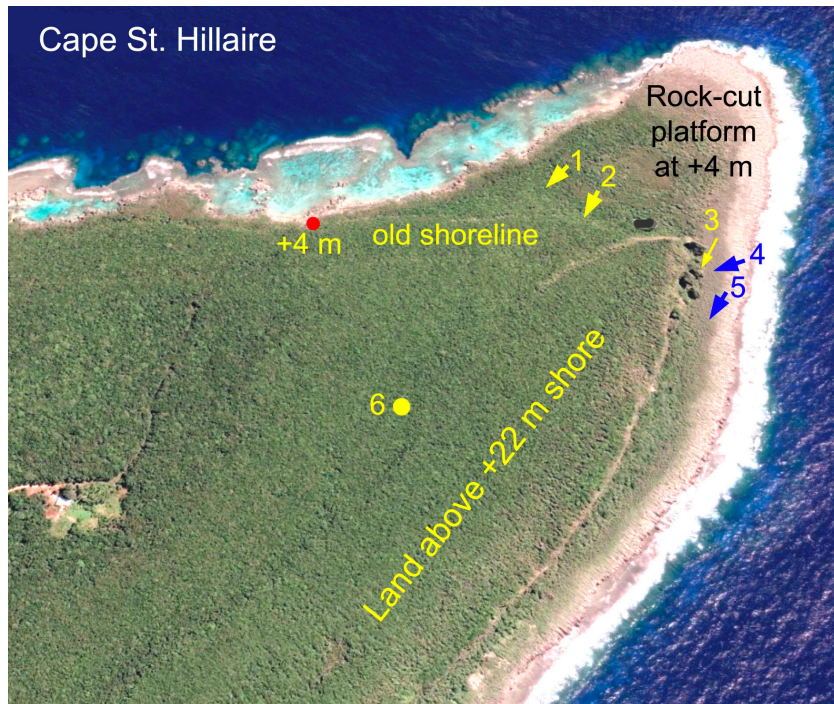 Cape St. Hillaire
Rock-cut
platform
at +4 m
1
2
3
4
5
+4 m
old shoreline
6
Land above +22 m shore